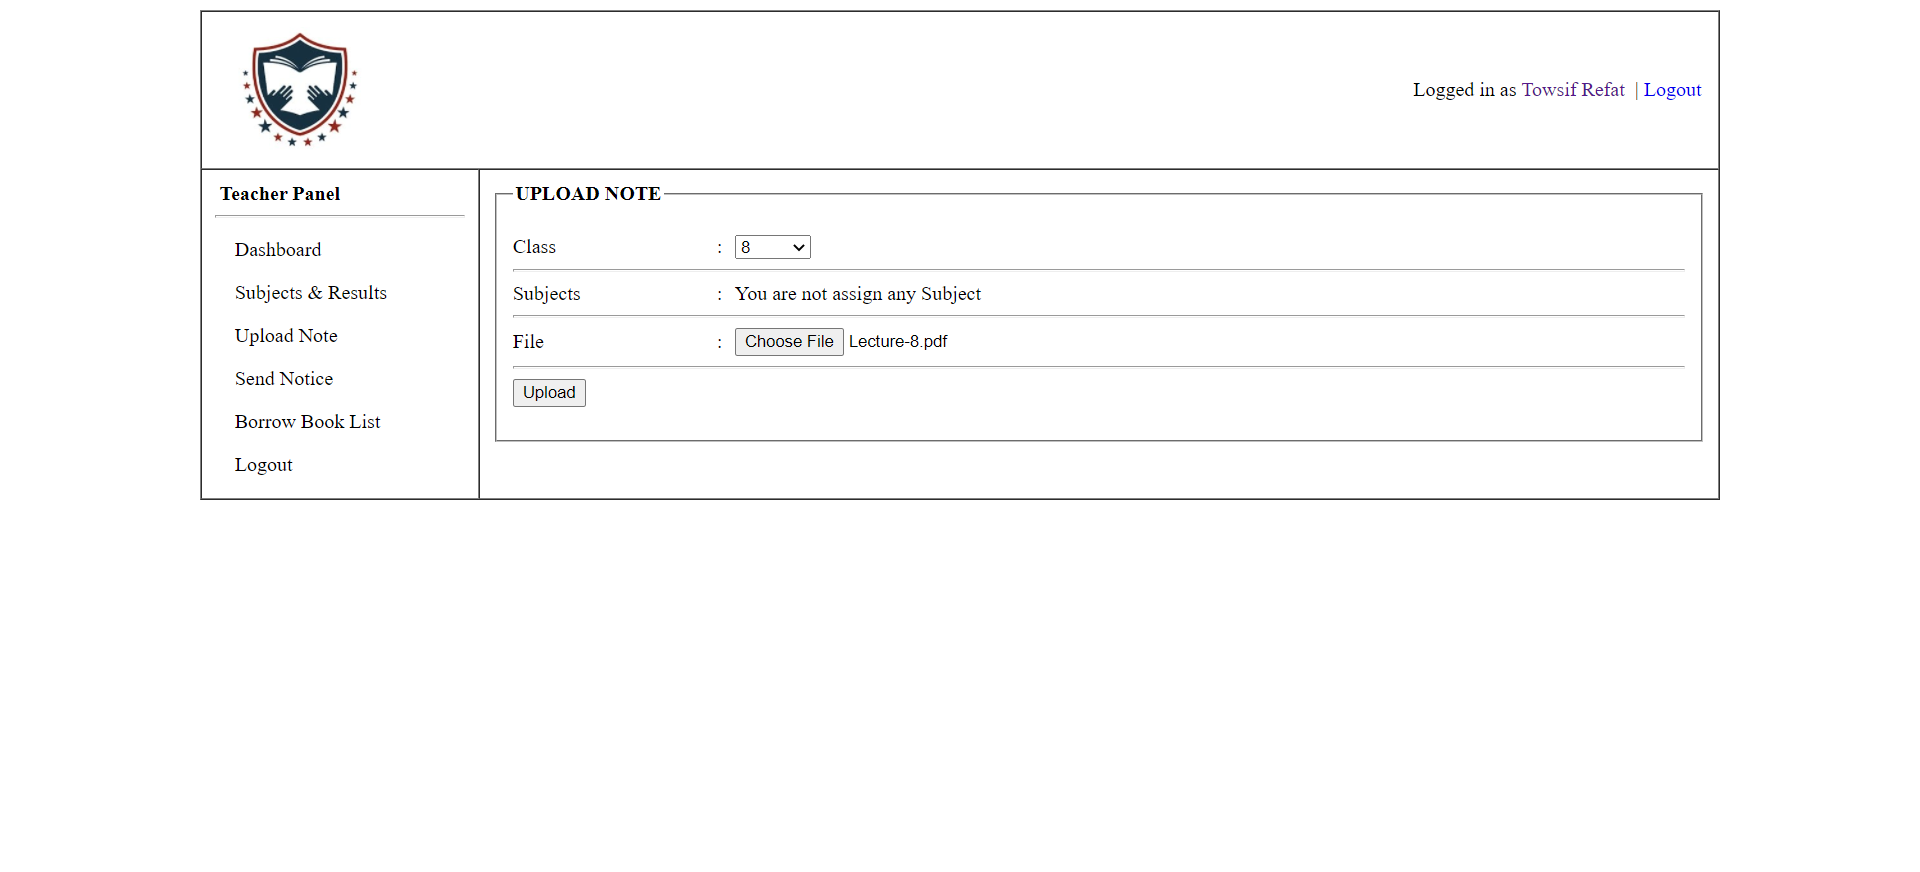 Logged in as Towsif Refat | Logout
Teacher Panel
Dashboard
Subjects & Results
Upload Note
Send Notice
Borrow Book List
Logout
UPLOAD NOTE
Class : 8
Subjects : You are not assign any Subject
File : Choose File Lecture-8.pdf
Upload